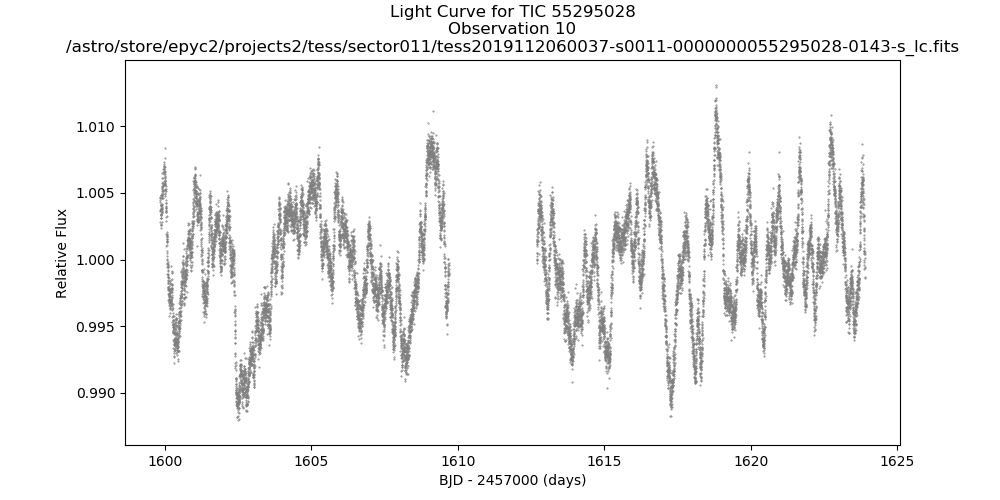 Light Curve for TIC 55295028
Observation 10
/astro/store/epyc2/projects2/tess/sector011/tess2019112060037-s0011-0000000055295028-0143-s_lc.fits
1.010
1.005
1.000
0.995
0.990
Relative Flux
1600
1605
1610
1615
1620
1625
BJD - 2457000 (days)